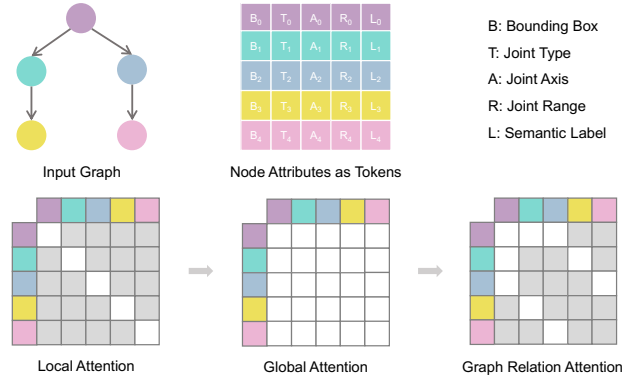 B0 T0 A0 R0 L0
B1 T1 A1 R1 L1
B2 T2 A2 R2 L2
B3 T3 A3 R3 L3
B4 T4 A4 R4 L4
B: Bounding Box
T: Joint Type
A: Joint Axis
R: Joint Range
L: Semantic Label
Input Graph
Node Attributes as Tokens
Local Attention
Global Attention
Graph Relation Attention